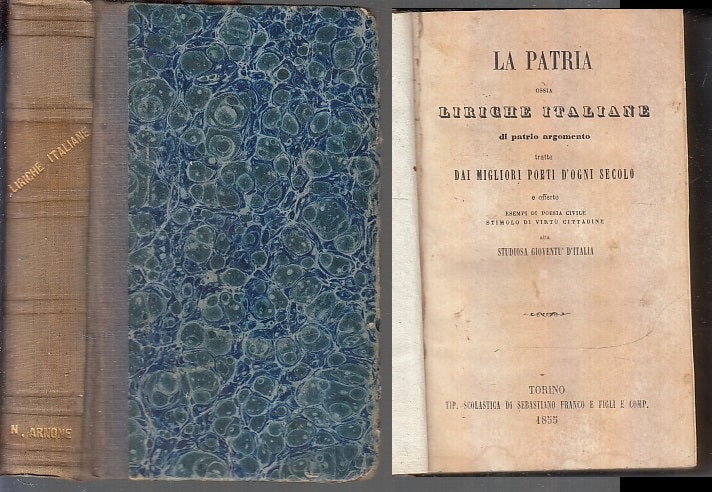 LIRICHE ITALIANE
N. ARNONE
LA PATRIA
OSSIA
LIRICHE ITALIANE
di patrio argomento
tratte
DAI MIGLIORI POETI D'OGNI SECOLO
e offerte
ESEMPI DI POESIA CIVILE
STIMOLO DI VIRTÙ CITTADINE
alla
STUDIOSA GIOVENTU' D'ITALIA
TORINO
TIP. SCOLASTICA DI SEBASTIANO FRANCO E FIGLI E COMP.
1855